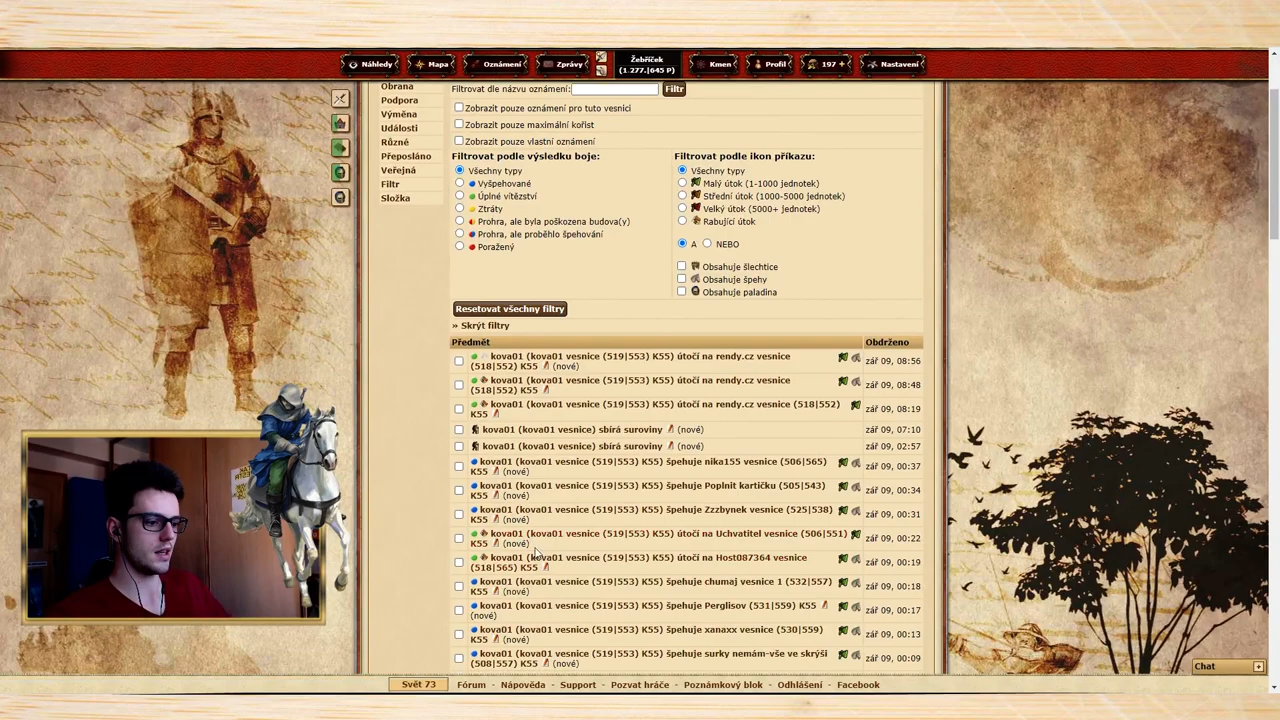 Náhledy
Mapa
Oznámení
Zprávy
Žebříček
(1.277.|645 P)
Kmen
Profil
197 +
Nastavení
Obrana
Podpora
Výměna
Události
Různé
Přeposláno
Veřejná
Filtr
Složka
Filtrovat dle názvu oznámení:
Filtr
Zobrazit pouze oznámení pro tuto vesnici
Zobrazit pouze maximální kořist
Zobrazit pouze vlastní oznámení
Filtrovat podle výsledku boje:
Všechny typy
Vyšpehované
Úplné vítězství
Ztráty
Prohra, ale byla poškozena budova(y)
Prohra, ale proběhlo špehování
Poražený
Filtrovat podle ikon příkazu:
Všechny typy
Malý útok (1-1000 jednotek)
Střední útok (1000-5000 jednotek)
Velký útok (5000+ jednotek)
Rabující útok
A NEBO
Obsahuje šlechtice
Obsahuje špehy
Obsahuje paladina
Resetovat všechny filtry
» Skrýt filtry
Předmět Obdrženo
kova01 (kova01 vesnice (519|553) K55) útočí na rendy.cz vesnice
(518|552) K55 (nové) zář 09, 08:56
kova01 (kova01 vesnice (519|553) K55) útočí na rendy.cz vesnice
(518|552) K55 zář 09, 08:48
kova01 (kova01 vesnice (519|553) K55) útočí na rendy.cz vesnice (518|552)
K55 zář 09, 08:19
kova01 (kova01 vesnice) sbírá suroviny (nové) zář 09, 07:10
kova01 (kova01 vesnice) sbírá suroviny (nové) zář 09, 02:57
kova01 (kova01 vesnice (519|553) K55) špehuje nika155 vesnice (506|565)
K55 (nové) zář 09, 00:37
kova01 (kova01 vesnice (519|553) K55) špehuje Poplnit kartičku (505|543)
K55 (nové) zář 09, 00:34
kova01 (kova01 vesnice (519|553) K55) špehuje Zzzbynek vesnice (525|538)
K55 (nové) zář 09, 00:31
kova01 (kova01 vesnice (519|553) K55) útočí na Uchvatitel vesnice (506|551)
K55 (nové) zář 09, 00:22
kova01 (kova01 vesnice (519|553) K55) útočí na Host087364 vesnice
(518|565) K55 zář 09, 00:19
kova01 (kova01 vesnice (519|553) K55) špehuje chumaj vesnice 1 (532|557)
K55 (nové) zář 09, 00:18
kova01 (kova01 vesnice (519|553) K55) špehuje Perglisov (531|559) K55
(nové) zář 09, 00:17
kova01 (kova01 vesnice (519|553) K55) špehuje xanaxx vesnice (530|559)
K55 (nové) zář 09, 00:13
kova01 (kova01 vesnice (519|553) K55) špehuje surky nemám-vše ve skrýši
(508|557) K55 (nové) zář 09, 00:09
Chat
Svět 73
Fórum - Nápověda - Support - Pozvat hráče - Poznámkový blok - Odhlášení - Facebook